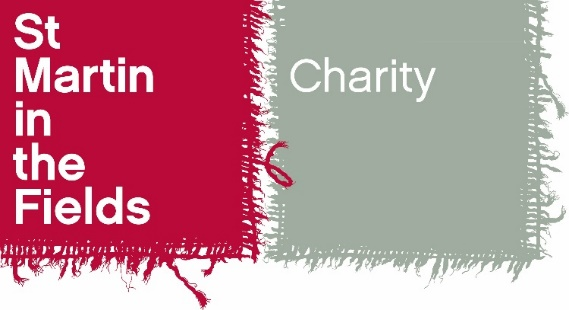 St
Martin
in
the
Fields
Charity